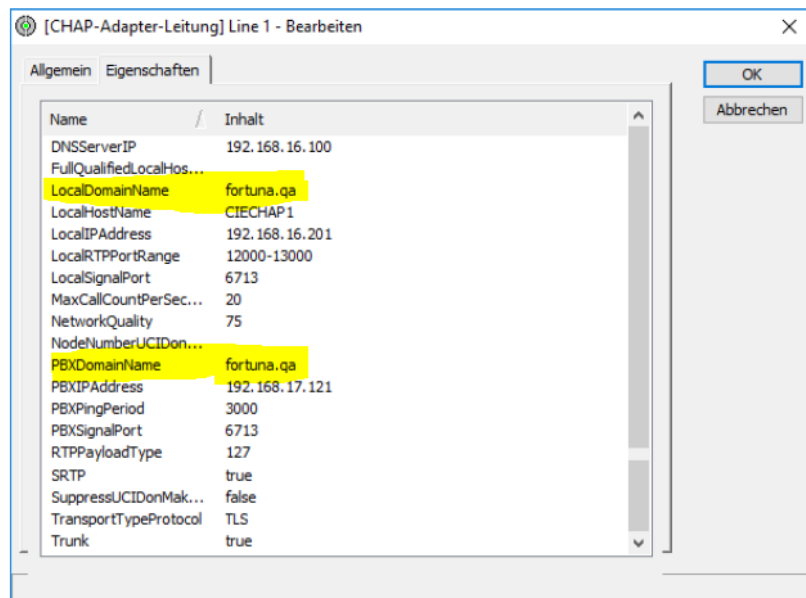 [CHAP-Adapter-Leitung] Line 1 - Bearbeiten
Allgemein Eigenschaften
OK
Abbrechen
Name Inhalt
DNSServerIP 192.168.16.100
FullQualifiedLocalHos...
LocalDomainName fortuna.qa
LocalHostName CIECHAP1
LocalIPAddress 192.168.16.201
LocalRTPPortRange 12000-13000
LocalSignalPort 6713
MaxCallCountPerSec... 20
NetworkQuality 75
NodeNumberUCIDon...
PBXDomainName fortuna.qa
PBXIPAddress 192.168.17.121
PBXPingPeriod 3000
PBXSignalPort 6713
RTPPayloadType 127
SRTP true
SuppressUCIDonMak... false
TransportTypeProtocol TLS
Trunk true